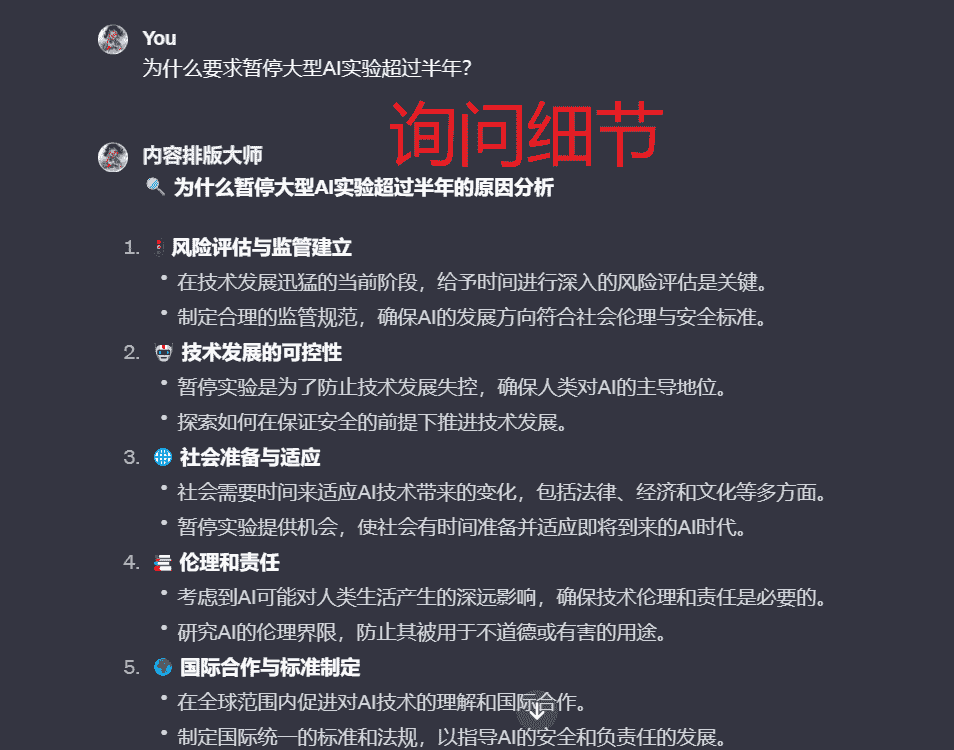 You
为什么要求暂停大型AI实验超过半年?
询问细节
内容排版大师
🔍 为什么暂停大型AI实验超过半年的原因分析
1. 🚦 风险评估与监管建立
• 在技术发展迅猛的当前阶段，给予时间进行深入的风险评估是关键。
• 制定合理的监管规范，确保AI的发展方向符合社会伦理与安全标准。
2. 🤖 技术发展的可控性
• 暂停实验是为了防止技术发展失控，确保人类对AI的主导地位。
• 探索如何在保证安全的前提下推进技术发展。
3. 🌐 社会准备与适应
• 社会需要时间来适应AI技术带来的变化，包括法律、经济和文化等多方面。
• 暂停实验提供机会，使社会有时间准备并适应即将到来的AI时代。
4. 📚 伦理和责任
• 考虑到AI可能对人类生活产生的深远影响，确保技术伦理和责任是必要的。
• 研究AI的伦理界限，防止其被用于不道德或有害的用途。
5. 🌍 国际合作与标准制定
• 在全球范围内促进对AI技术的理解和国际合作。
• 制定国际统一的标准和法规，以指导AI的安全和负责任的发展。